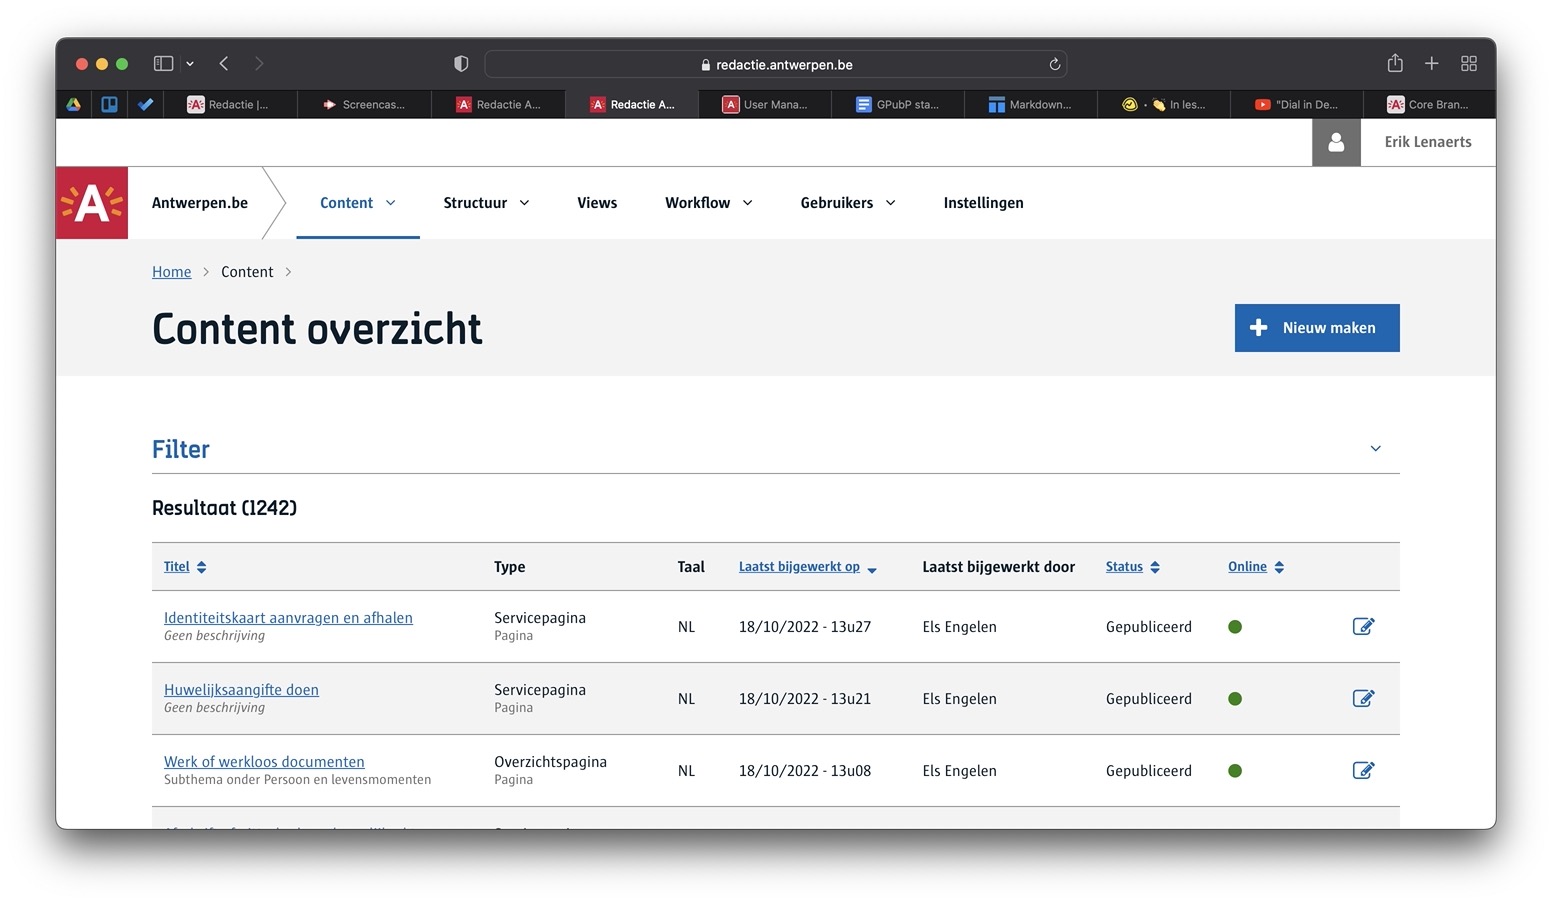 redactie.antwerpen.be
Redactie |...
Screencas...
Redactie A...
Redactie A...
User Mana...
GPubP sta...
Markdown...
· 👏 In les...
"Dial in De...
Core Bran...
Erik Lenaerts
A
Antwerpen.be
Content
Structuur
Views
Workflow
Gebruikers
Instellingen
Home > Content >
Content overzicht
Nieuw maken
Filter
Resultaat (1242)
Titel Type Taal Laatst bijgewerkt op Laatst bijgewerkt door Status Online
Identiteitskaart aanvragen en afhalen Servicepagina
Geen beschrijving Pagina
NL 18/10/2022 - 13u27 Els Engelen Gepubliceerd
Huwelijksaangifte doen Servicepagina
Geen beschrijving Pagina
NL 18/10/2022 - 13u21 Els Engelen Gepubliceerd
Werk of werkloos documenten Overzichtspagina
Subthema onder Persoon en levensmomenten Pagina
NL 18/10/2022 - 13u08 Els Engelen Gepubliceerd